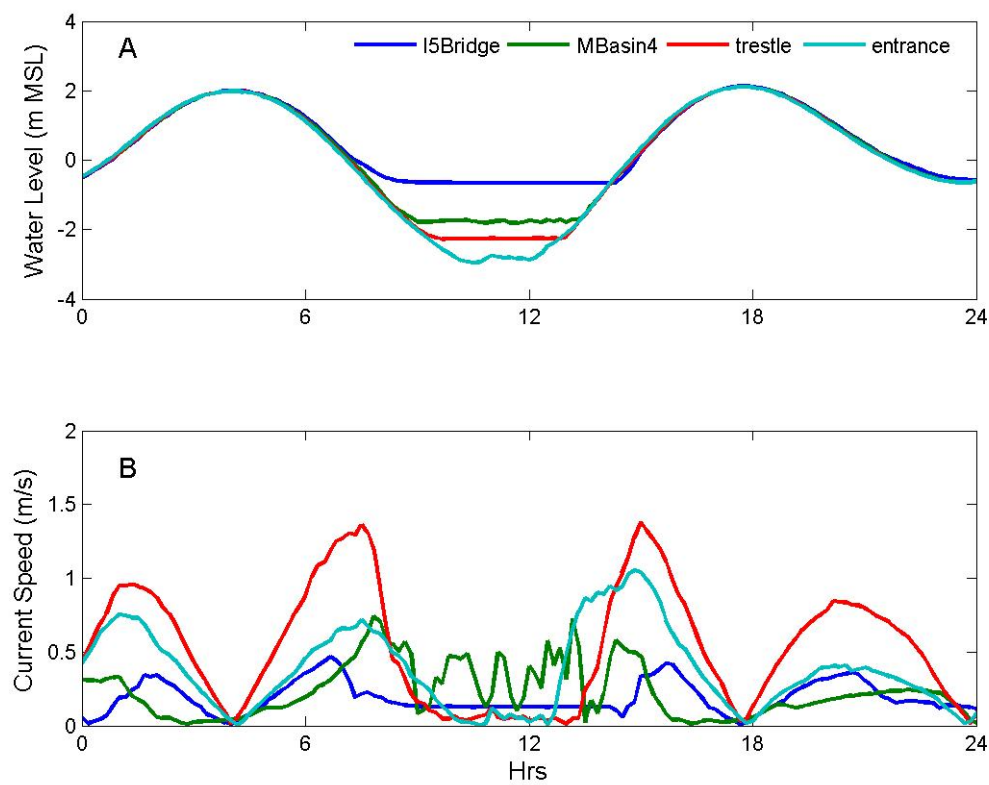 4
A
I5Bridge MBasin4 trestle entrance
2
0
-2
-4
Water Level (m MSL)
0 6 12 18 24
2
B
1.5
1
0.5
0
Current Speed (m/s)
0 6 12 18 24
Hrs